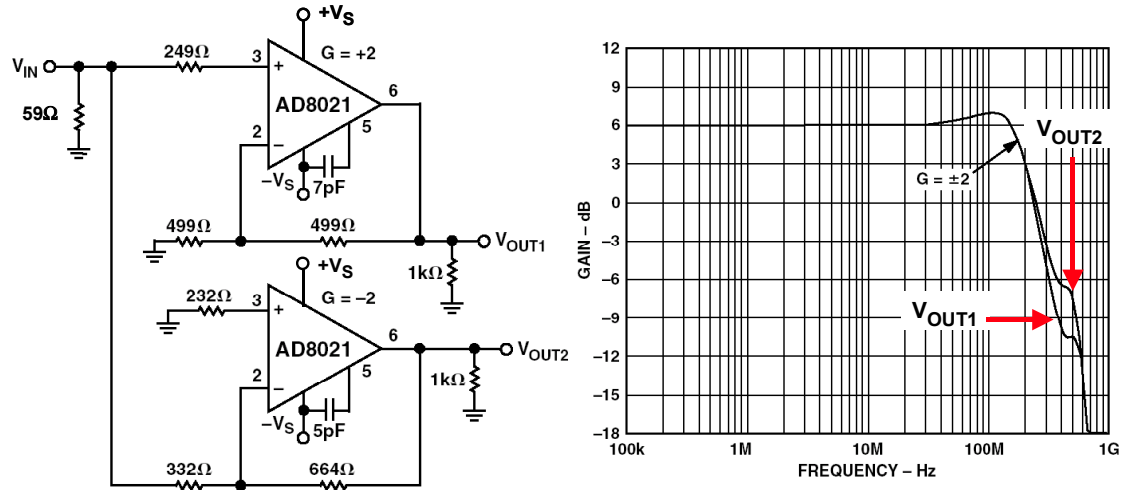 +VS
249Ω
G = +2
VIN
3
+
6
59Ω
AD8021
5
2
–
–VS
7pF
499Ω
499Ω
VOUT1
1kΩ
+VS
232Ω
3
G = –2
+
6
AD8021
VOUT2
5
2
–
1kΩ
–VS
5pF
332Ω
664Ω
12
9
6
3
0
–3
–6
–9
–12
–15
–18
GAIN – dB
VOUT2
G = ±2
VOUT1
100k
1M
10M
100M
1G
FREQUENCY – Hz